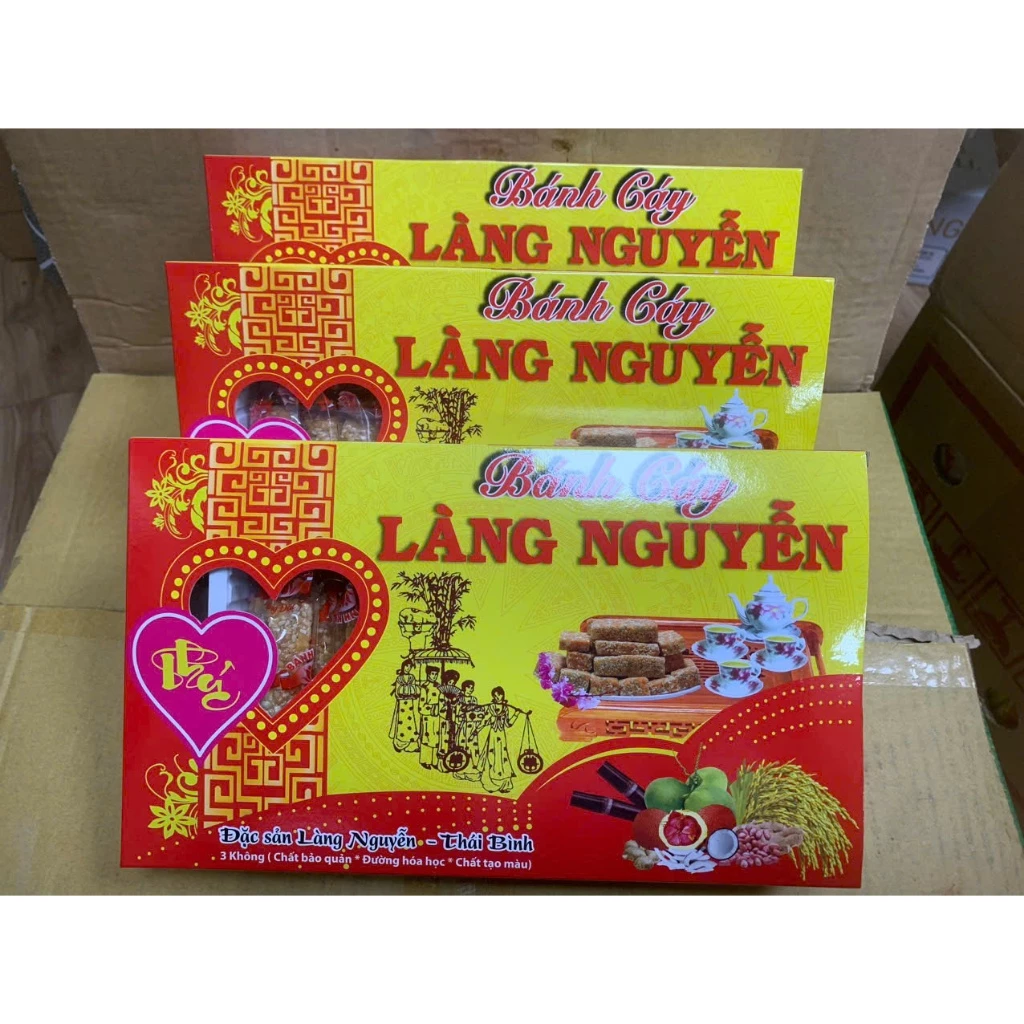 Bánh Cáy
LÀNG NGUYỄN
Bánh Cáy
LÀNG NGUYỄN
Bánh Cáy
LÀNG NGUYỄN
Đặc sản Làng Nguyễn - Thái Bình
3 Không ( Chất bảo quản * Đường hóa học * Chất tạo màu)